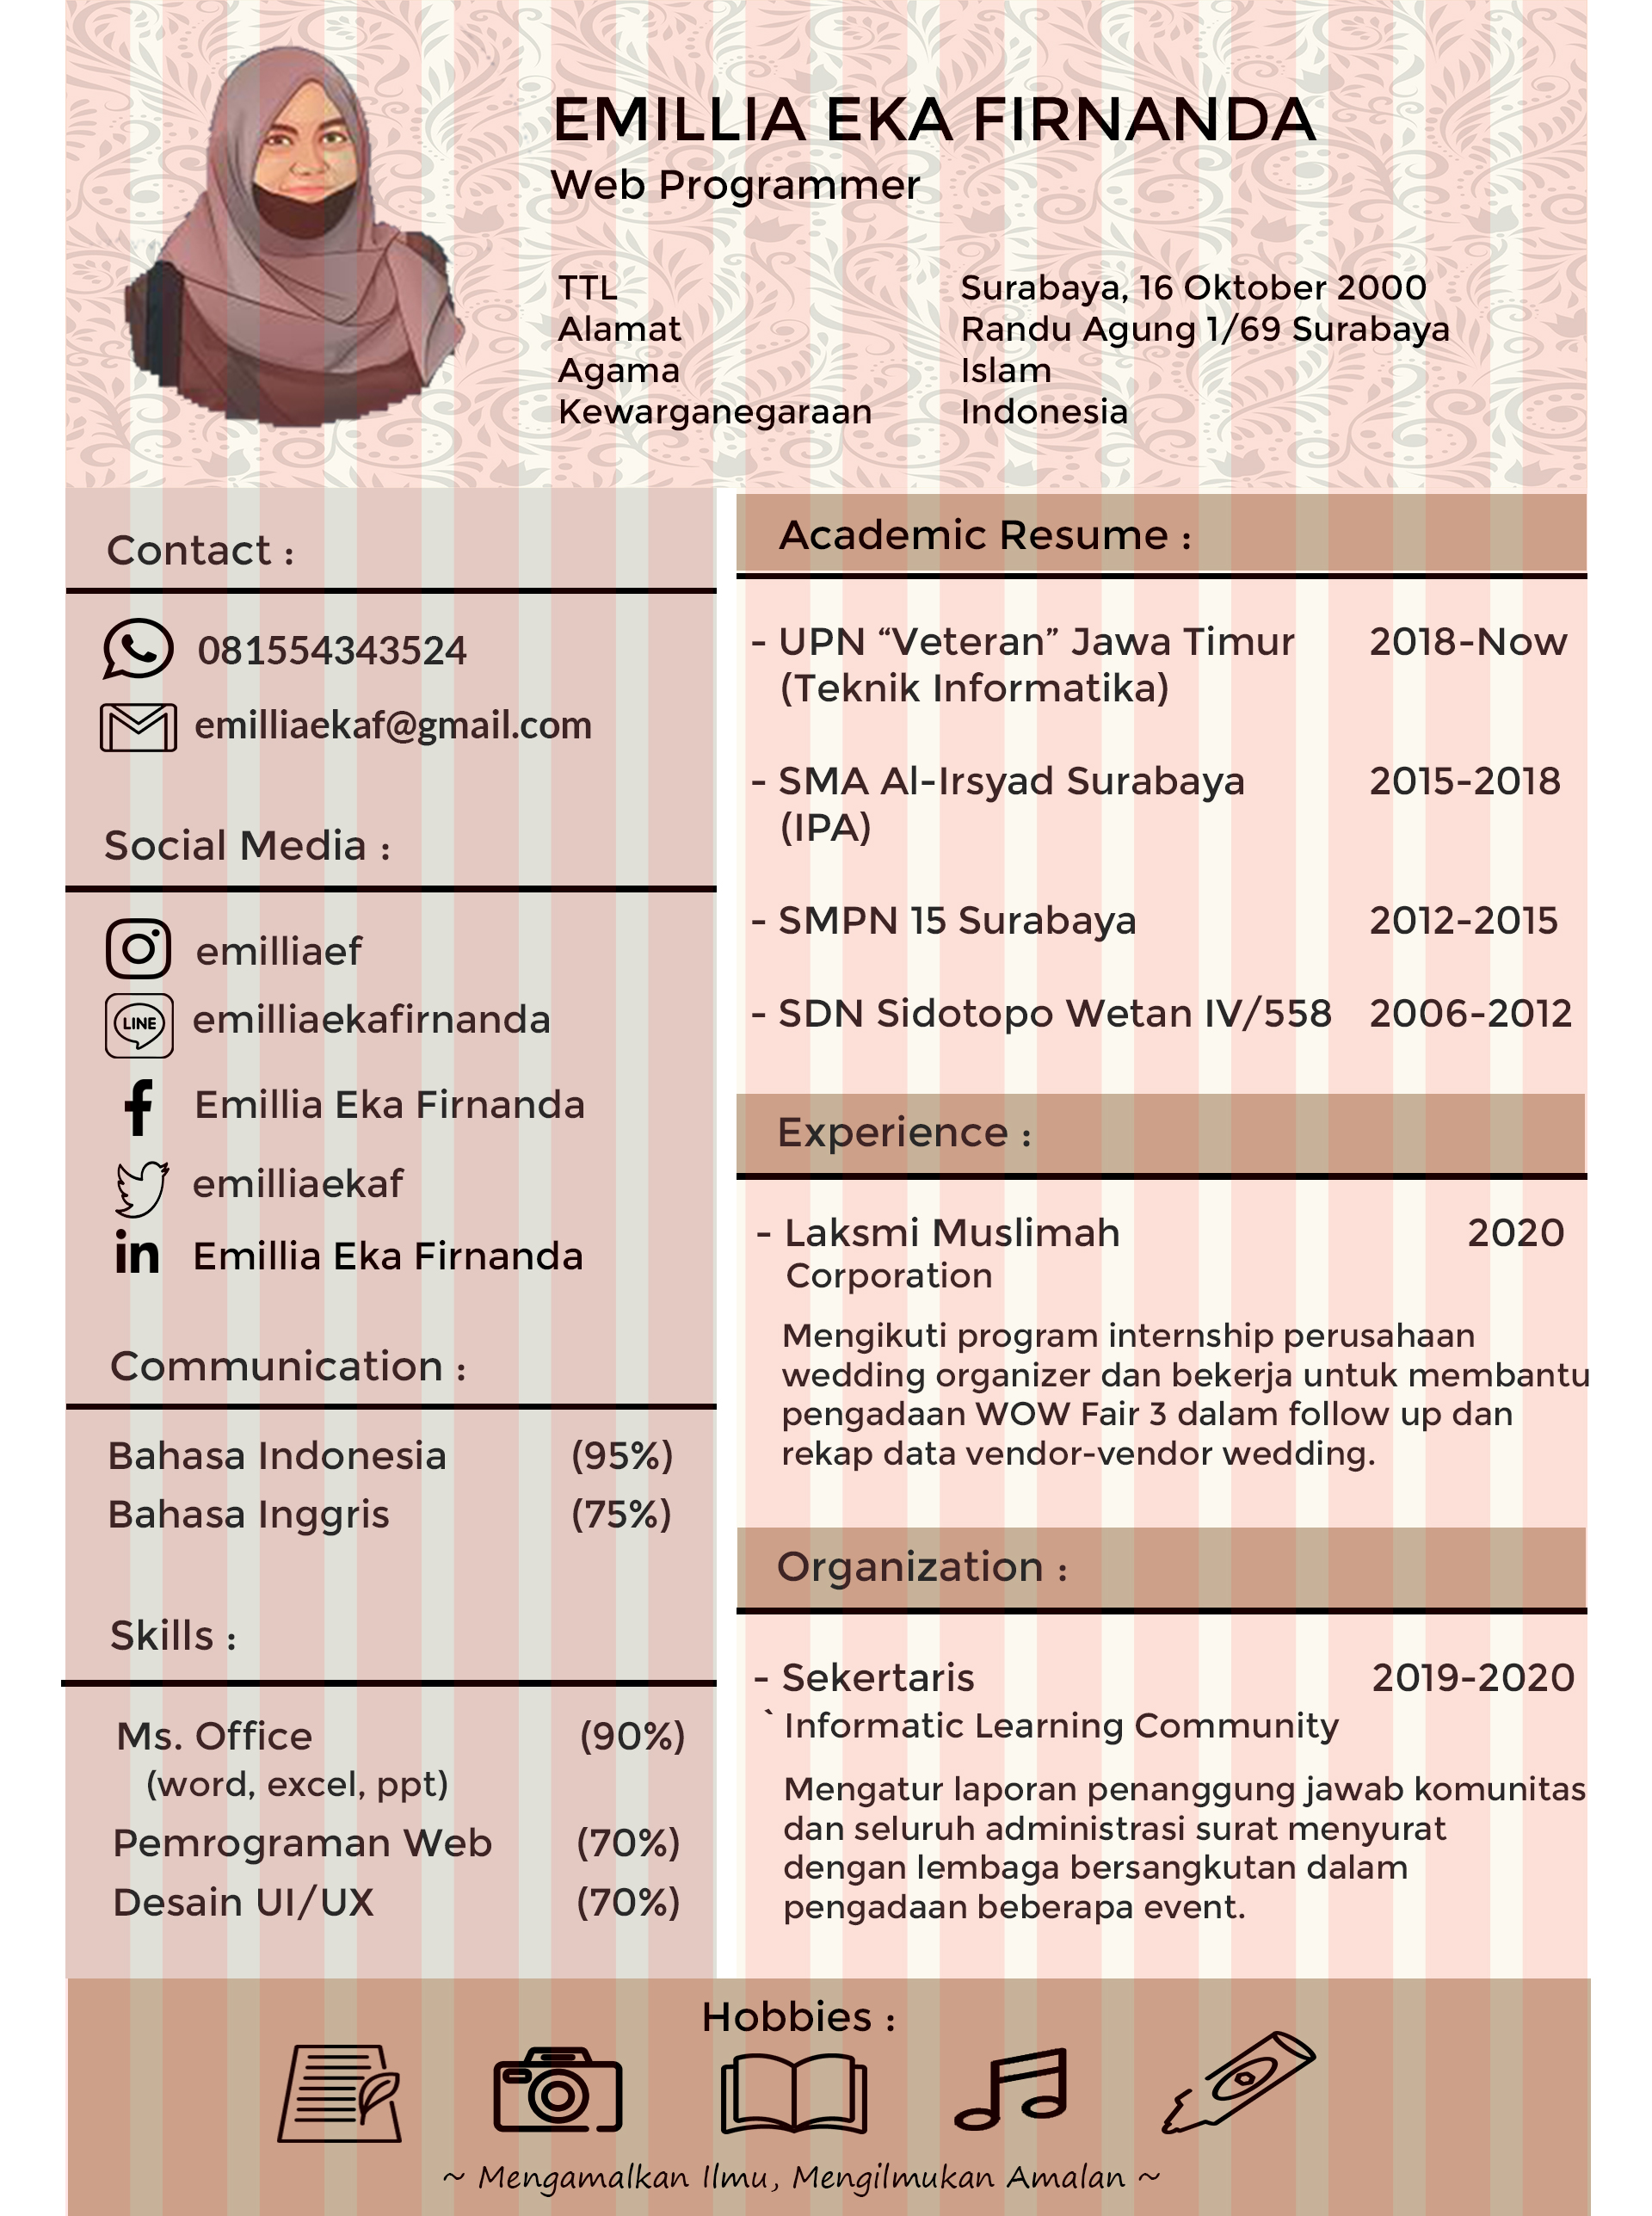 EMILLIA EKA FIRNANDA
Web Programmer
TTL Surabaya, 16 Oktober 2000
Alamat Randu Agung 1/69 Surabaya
Agama Islam
Kewarganegaraan Indonesia
Contact :
081554343524
emilliaekaf@gmail.com
Social Media :
emilliaef
LINE emilliaekafirnanda
f Emillia Eka Firnanda
emilliaekaf
in Emillia Eka Firnanda
Communication :
Bahasa Indonesia (95%)
Bahasa Inggris (75%)
Skills :
Ms. Office (90%)
(word, excel, ppt)
Pemrograman Web (70%)
Desain UI/UX (70%)
Academic Resume :
- UPN “Veteran” Jawa Timur 2018-Now
(Teknik Informatika)
- SMA Al-Irsyad Surabaya 2015-2018
(IPA)
- SMPN 15 Surabaya 2012-2015
- SDN Sidotopo Wetan IV/558 2006-2012
Experience :
- Laksmi Muslimah 2020
Corporation
Mengikuti program internship perusahaan
wedding organizer dan bekerja untuk membantu
pengadaan WOW Fair 3 dalam follow up dan
rekap data vendor-vendor wedding.
Organization :
- Sekertaris 2019-2020
` Informatic Learning Community
Mengatur laporan penanggung jawab komunitas
dan seluruh administrasi surat menyurat
dengan lembaga bersangkutan dalam
pengadaan beberapa event.
Hobbies :
~ Mengamalkan Ilmu, Mengilmukan Amalan ~